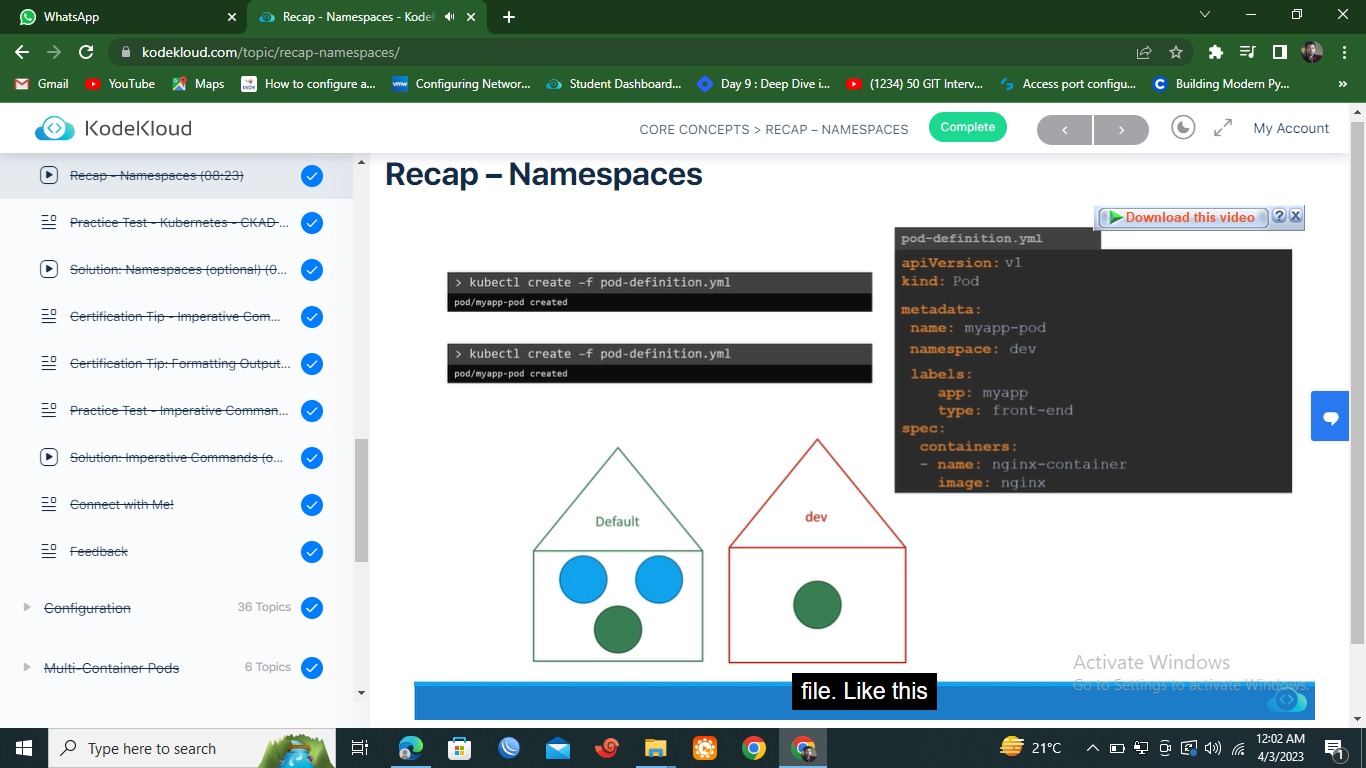 WhatsApp
Recap - Namespaces - Kodek
kodekloud.com/topic/recap-namespaces/
Gmail
YouTube
Maps
How to configure a...
Configuring Networ...
Student Dashboard...
Day 9 : Deep Dive i...
(1234) 50 GIT Interv...
Access port configu...
Building Modern Py...
»
KodeKloud
CORE CONCEPTS > RECAP – NAMESPACES
Complete
My Account
Recap - Namespaces (08:23)
Practice Test - Kubernetes - CKAD -...
Solution: Namespaces (optional) (0...
Certification Tip - Imperative Com...
Certification Tip: Formatting Output...
Practice Test - Imperative Comman...
Solution: Imperative Commands (o...
Connect with Me!
Feedback
Configuration
36 Topics
Multi-Container Pods
6 Topics
Recap – Namespaces
Download this video
?
X
> kubectl create –f pod-definition.yml
pod/myapp-pod created
> kubectl create –f pod-definition.yml
pod/myapp-pod created
pod-definition.yml
apiVersion: v1
kind: Pod
metadata:
name: myapp-pod
namespace: dev
labels:
app: myapp
type: front-end
spec:
containers:
- name: nginx-container
image: nginx
Default
dev
file. Like this
Activate Windows
Go to Settings to activate Windows.
Type here to search
21°C
12:02 AM
4/3/2023
1